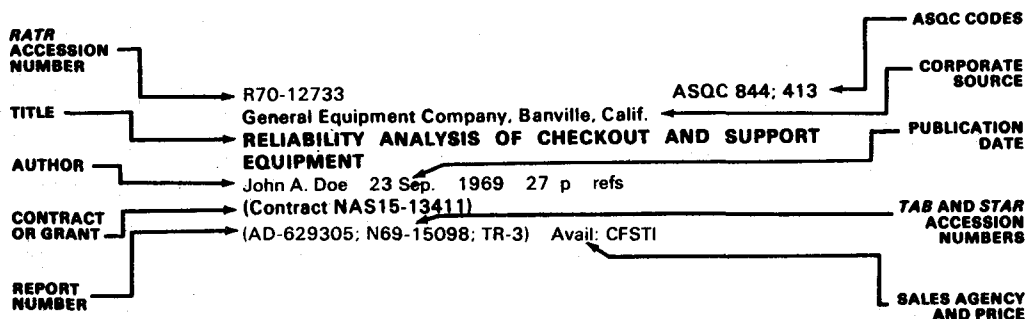 RATR
ACCESSION
NUMBER
TITLE
AUTHOR
CONTRACT
OR GRANT
REPORT
NUMBER
R70-12733 ASQC 844; 413
General Equipment Company, Banville, Calif.
RELIABILITY ANALYSIS OF CHECKOUT AND SUPPORT
EQUIPMENT
John A. Doe 23 Sep. 1969 27 p refs
(Contract NAS15-13411)
(AD-629305; N69-15098; TR-3) Avail: CFSTI
ASQC CODES
CORPORATE
SOURCE
PUBLICATION
DATE
TAB AND STAR
ACCESSION
NUMBERS
SALES AGENCY
AND PRICE